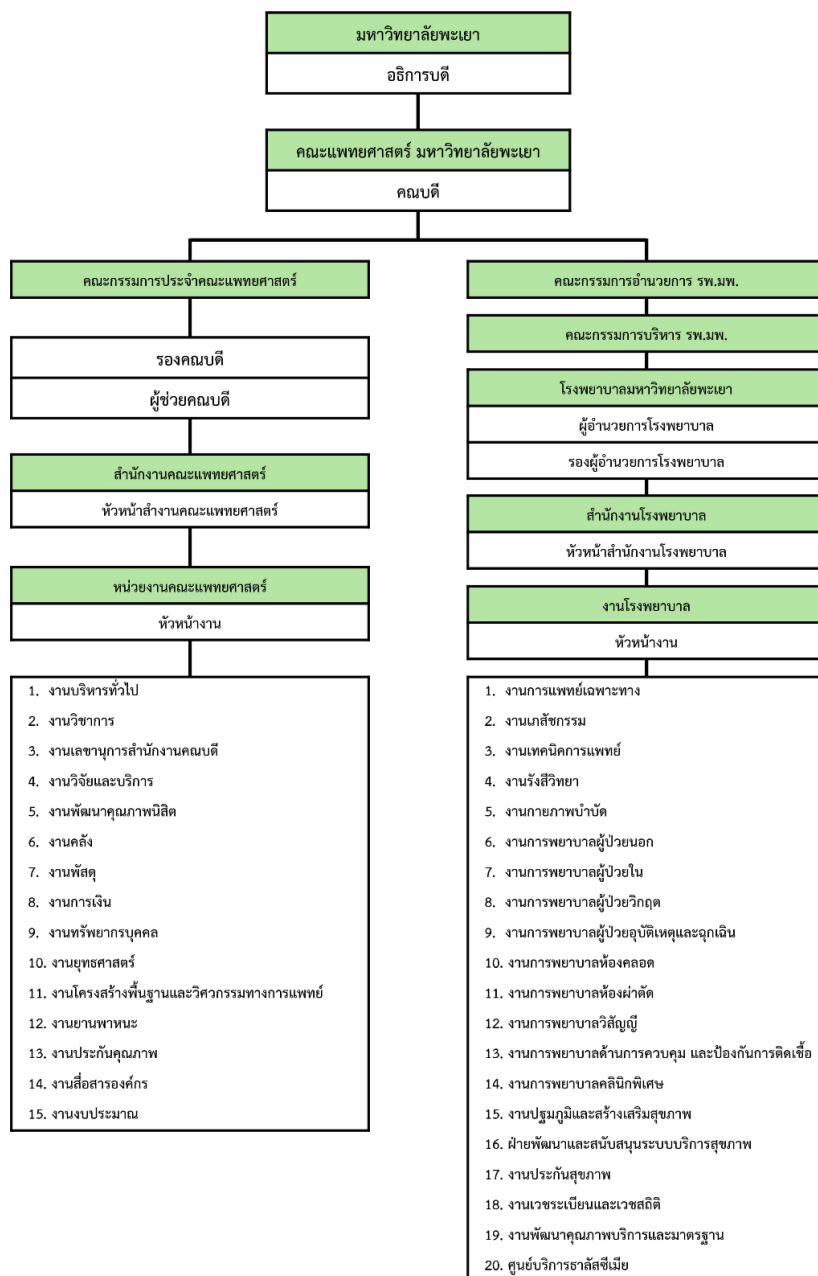 มหาวิทยาลัยพะเยา
อธิการบดี
คณะแพทยศาสตร์ มหาวิทยาลัยพะเยา
คณบดี
คณะกรรมการประจำคณะแพทยศาสตร์
รองคณบดี
ผู้ช่วยคณบดี
สำนักงานคณะแพทยศาสตร์
หัวหน้าสำงานคณะแพทยศาสตร์
หน่วยงานคณะแพทยศาสตร์
หัวหน้างาน
1. งานบริหารทั่วไป
2. งานวิชาการ
3. งานเลขานุการสำนักงานคณบดี
4. งานวิจัยและบริการ
5. งานพัฒนาคุณภาพนิสิต
6. งานคลัง
7. งานพัสดุ
8. งานการเงิน
9. งานทรัพยากรบุคคล
10. งานยุทธศาสตร์
11. งานโครงสร้างพื้นฐานและวิศวกรรมทางการแพทย์
12. งานยานพาหนะ
13. งานประกันคุณภาพ
14. งานสื่อสารองค์กร
15. งานงบประมาณ
คณะกรรมการอำนวยการ รพ.มพ.
คณะกรรมการบริหาร รพ.มพ.
โรงพยาบาลมหาวิทยาลัยพะเยา
ผู้อำนวยการโรงพยาบาล
รองผู้อำนวยการโรงพยาบาล
สำนักงานโรงพยาบาล
หัวหน้าสำนักงานโรงพยาบาล
งานโรงพยาบาล
หัวหน้างาน
1. งานการแพทย์เฉพาะทาง
2. งานเภสัชกรรม
3. งานเทคนิคการแพทย์
4. งานรังสีวิทยา
5. งานกายภาพบำบัด
6. งานการพยาบาลผู้ป่วยนอก
7. งานการพยาบาลผู้ป่วยใน
8. งานการพยาบาลผู้ป่วยวิกฤต
9. งานการพยาบาลผู้ป่วยอุบัติเหตุและฉุกเฉิน
10. งานการพยาบาลห้องคลอด
11. งานการพยาบาลห้องผ่าตัด
12. งานการพยาบาลวิสัญญี
13. งานการพยาบาลด้านการควบคุม และป้องกันการติดเชื้อ
14. งานการพยาบาลคลินิกพิเศษ
15. งานปฐมภูมิและสร้างเสริมสุขภาพ
16. ฝ่ายพัฒนาและสนับสนุนระบบบริการสุขภาพ
17. งานประกันสุขภาพ
18. งานเวชระเบียนและเวชสถิติ
19. งานพัฒนาคุณภาพบริการและมาตรฐาน
20. ศูนย์บริการธาลัสซีเมีย